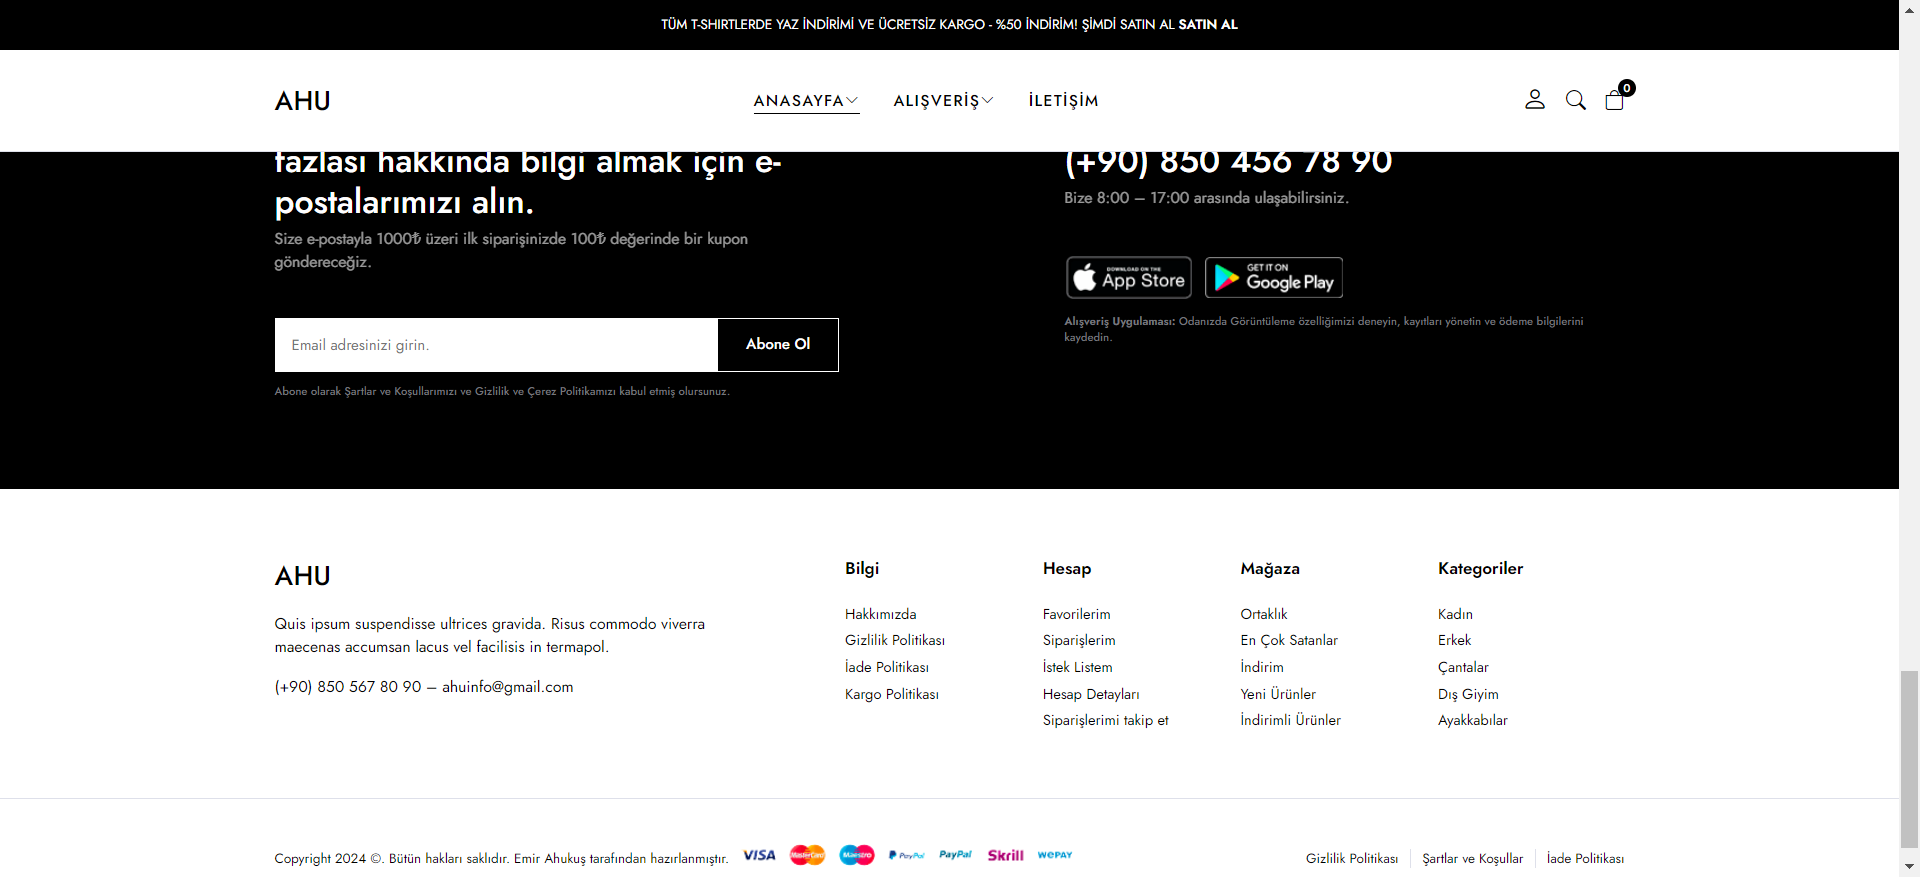 TÜM T-SHIRTLERDE YAZ İNDİRİMİ VE ÜCRETSİZ KARGO - %50 İNDİRİM! ŞİMDİ SATIN AL SATIN AL
AHU
ANASAYFA
ALIŞVERİŞ
İLETİŞİM
0
fazlası hakkında bilgi almak için e-
postalarımızı alın.
Size e-postayla 1000₺ üzeri ilk siparişinizde 100₺ değerinde bir kupon
göndereceğiz.
Email adresinizi girin.
Abone Ol
Abone olarak Şartlar ve Koşullarımızı ve Gizlilik ve Çerez Politikamızı kabul etmiş olursunuz.
(+90) 850 456 78 90
Bize 8:00 – 17:00 arasında ulaşabilirsiniz.
DOWNLOAD ON THE
App Store
GET IT ON
Google Play
Alışveriş Uygulaması: Odanızda Görüntüleme özelliğimizi deneyin, kayıtları yönetin ve ödeme bilgilerini
kaydedin.
AHU
Quis ipsum suspendisse ultrices gravida. Risus commodo viverra
maecenas accumsan lacus vel facilisis in termapol.
(+90) 850 567 80 90 – ahuinfo@gmail.com
Bilgi
Hakkımızda
Gizlilik Politikası
İade Politikası
Kargo Politikası
Hesap
Favorilerim
Siparişlerim
İstek Listem
Hesap Detayları
Siparişlerimi takip et
Mağaza
Ortaklık
En Çok Satanlar
İndirim
Yeni Ürünler
İndirimli Ürünler
Kategoriler
Kadın
Erkek
Çantalar
Dış Giyim
Ayakkabılar
Copyright 2024 ©. Bütün hakları saklıdır. Emir Ahukuş tarafından hazırlanmıştır.
VISA
MasterCard
Maestro
PayPal
PayPal
Skrill
wePAY
Gizlilik Politikası
Şartlar ve Koşullar
İade Politikası